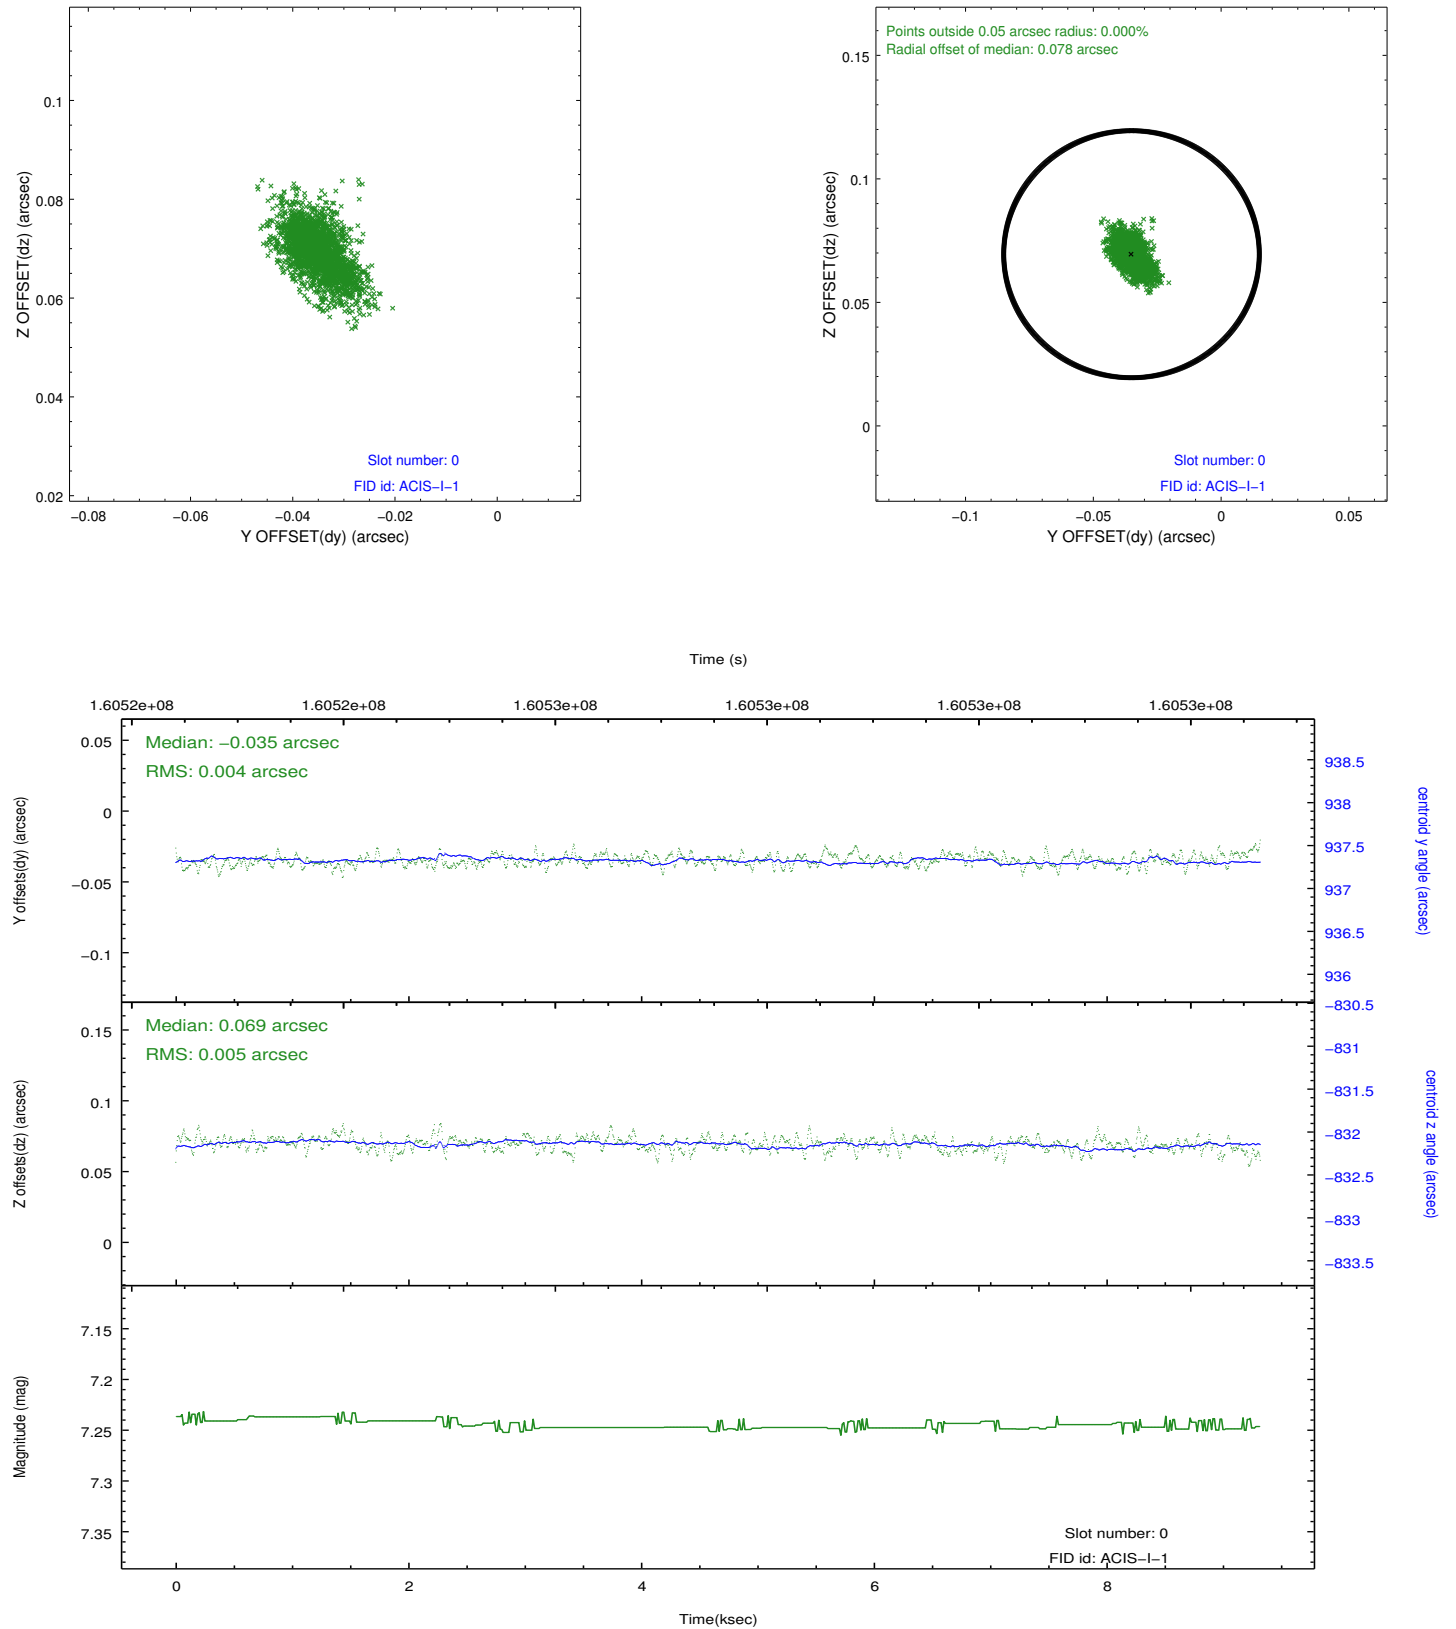 0.1
0.08
0.06
0.04
0.02
Z OFFSET(dz) (arcsec)
Slot number: 0
FID id: ACIS−I−1
−0.08 −0.06 −0.04 −0.02 0
Y OFFSET(dy) (arcsec)
Points outside 0.05 arcsec radius: 0.000%
Radial offset of median: 0.078 arcsec
0.15
0.1
0.05
0
Z OFFSET(dz) (arcsec)
Slot number: 0
FID id: ACIS−I−1
−0.1 −0.05 0 0.05
Y OFFSET(dy) (arcsec)
Time (s)
1.6052e+08 1.6052e+08 1.6053e+08 1.6053e+08 1.6053e+08 1.6053e+08
Median: −0.035 arcsec
RMS: 0.004 arcsec
0.05
0
−0.05
−0.1
Y offsets(dy) (arcsec)
938.5
938
937.5
937
936.5
936
centroid y angle (arcsec)
Median: 0.069 arcsec
RMS: 0.005 arcsec
0.15
0.1
0.05
0
Z offsets(dz) (arcsec)
−830.5
−831
−831.5
−832
−832.5
−833
−833.5
centroid z angle (arcsec)
7.15
7.2
7.25
7.3
7.35
Magnitude (mag)
Slot number: 0
FID id: ACIS−I−1
0 2 4 6 8
Time(ksec)